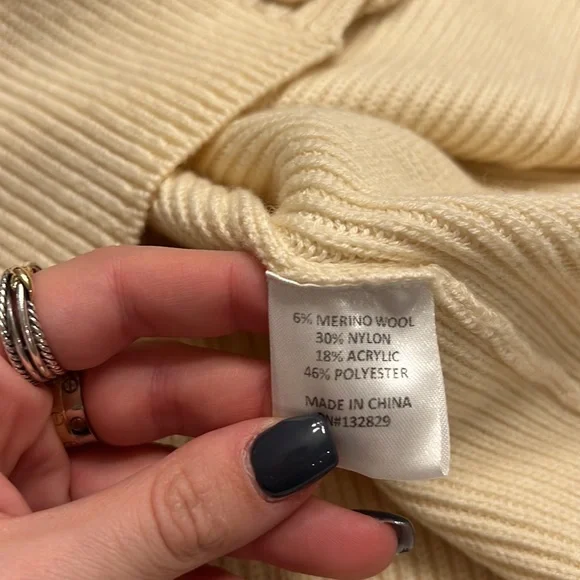 6% MERINO WOOL
30% NYLON
18% ACRYLIC
46% POLYESTER
MADE IN CHINA
N#132829